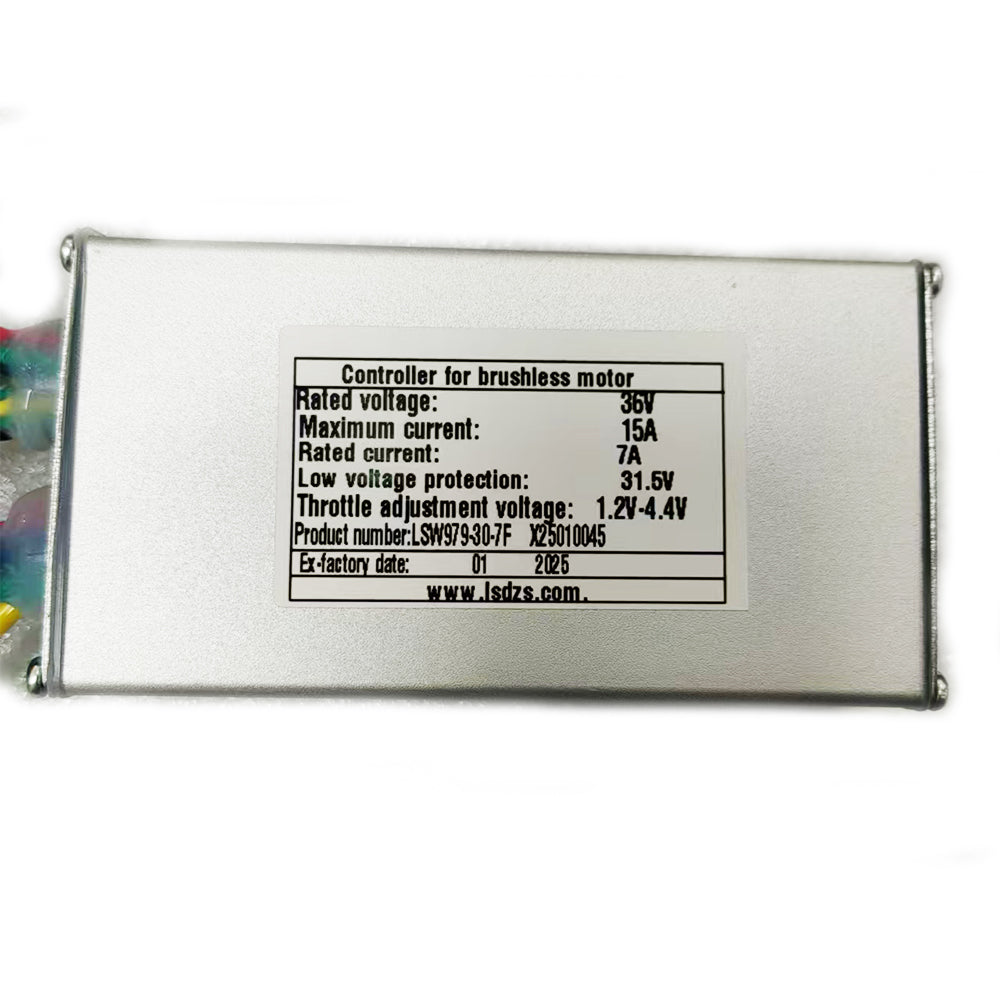 Controller for brushless motor
Rated voltage: 36V
Maximum current: 15A
Rated current: 7A
Low voltage protection: 31.5V
Throttle adjustment voltage: 1.2V-4.4V
Product number:LSW979-30-7F X25010045
Ex-factory date: 01 2025
www.lsdzs.com.